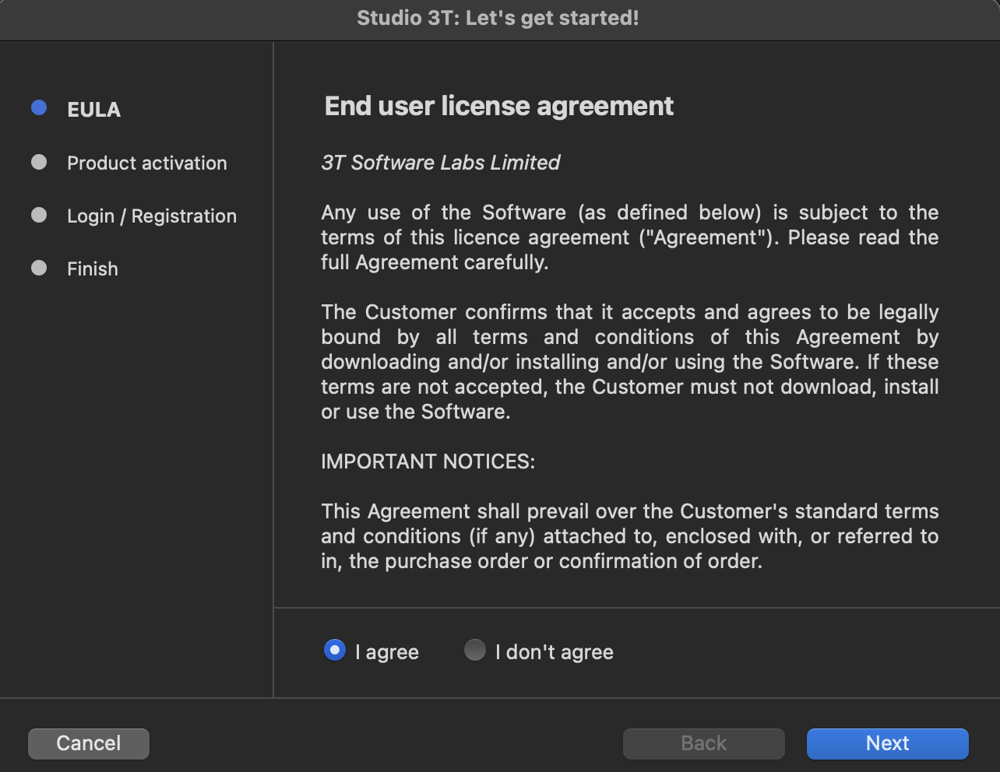 Studio 3T: Let's get started!
EULA
Product activation
Login / Registration
Finish
End user license agreement
3T Software Labs Limited
Any use of the Software (as defined below) is subject to the
terms of this licence agreement ("Agreement"). Please read the
full Agreement carefully.
The Customer confirms that it accepts and agrees to be legally
bound by all terms and conditions of this Agreement by
downloading and/or installing and/or using the Software. If these
terms are not accepted, the Customer must not download, install
or use the Software.
IMPORTANT NOTICES:
This Agreement shall prevail over the Customer's standard terms
and conditions (if any) attached to, enclosed with, or referred to
in, the purchase order or confirmation of order.
I agree
I don't agree
Cancel
Back
Next